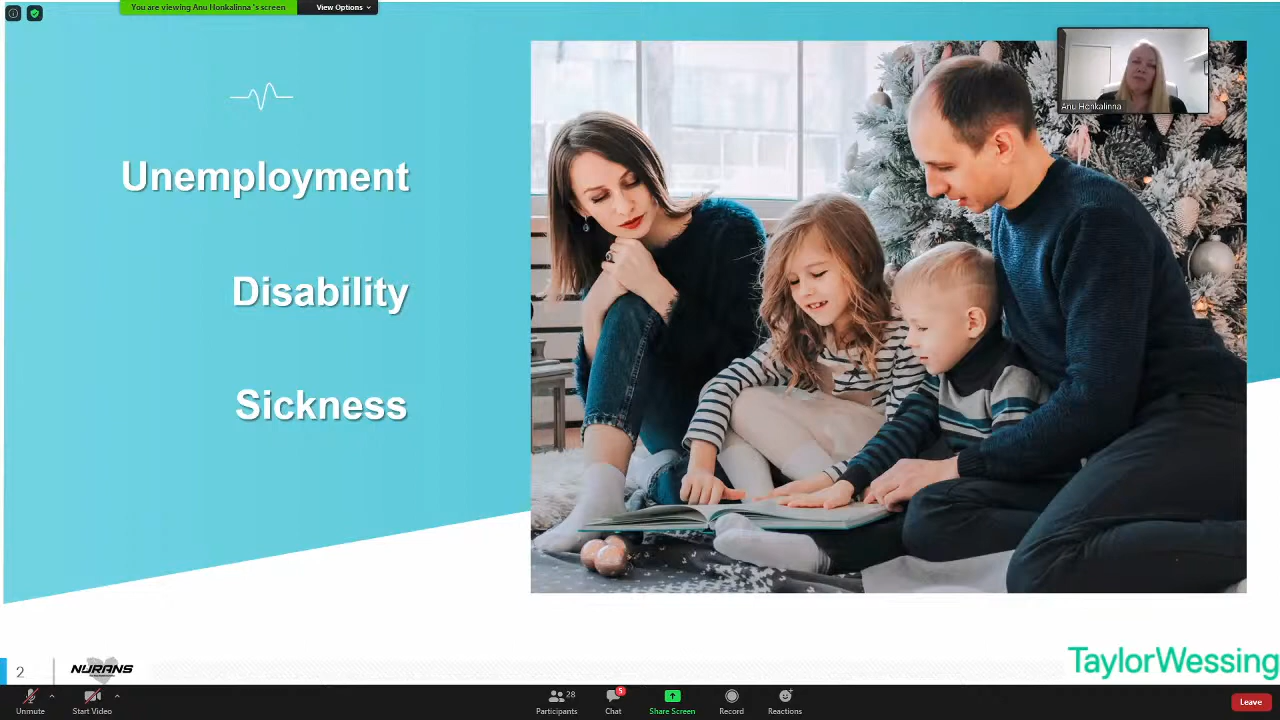 You are viewing Anu Honkalinna 's screen
View Options
Unemployment
Disability
Sickness
Anu Honkalinna
2
NURANS
TaylorWessing
Unmute
Start Video
Participants
28
Chat
5
Share Screen
Record
Reactions
Leave